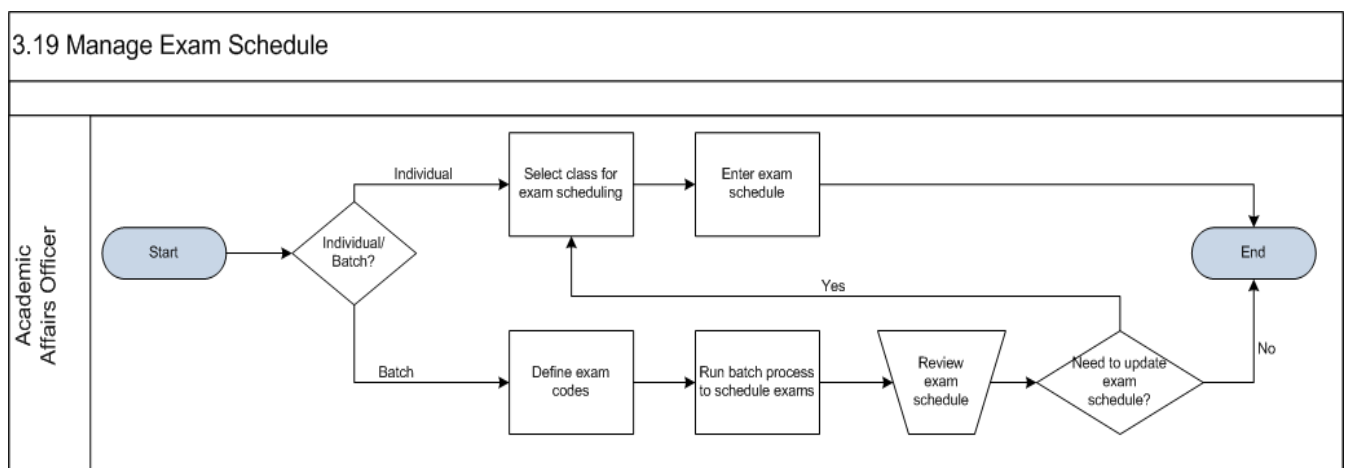 3.19 Manage Exam Schedule
Academic
Affairs Officer
Start
Individual/
Batch?
Individual
Select class for
exam scheduling
Enter exam
schedule
End
Yes
Batch
Define exam
codes
Run batch process
to schedule exams
Review
exam
schedule
Need to update
exam
schedule?
No